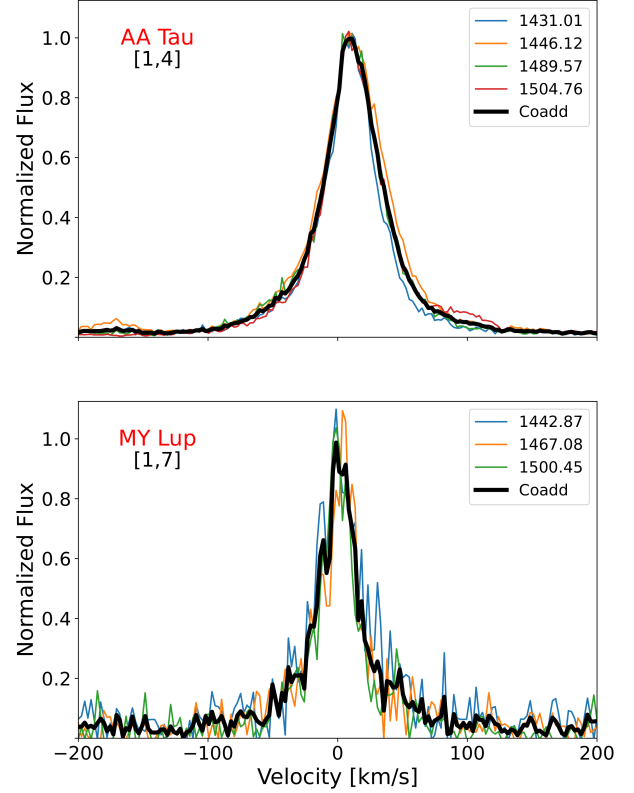 AA Tau
[1,4]
1431.01
1446.12
1489.57
1504.76
Coadd
1.0
0.8
0.6
0.4
0.2
Normalized Flux
MY Lup
[1,7]
1442.87
1467.08
1500.45
Coadd
1.0
0.8
0.6
0.4
0.2
Normalized Flux
−200 −100 0 100 200
Velocity [km/s]